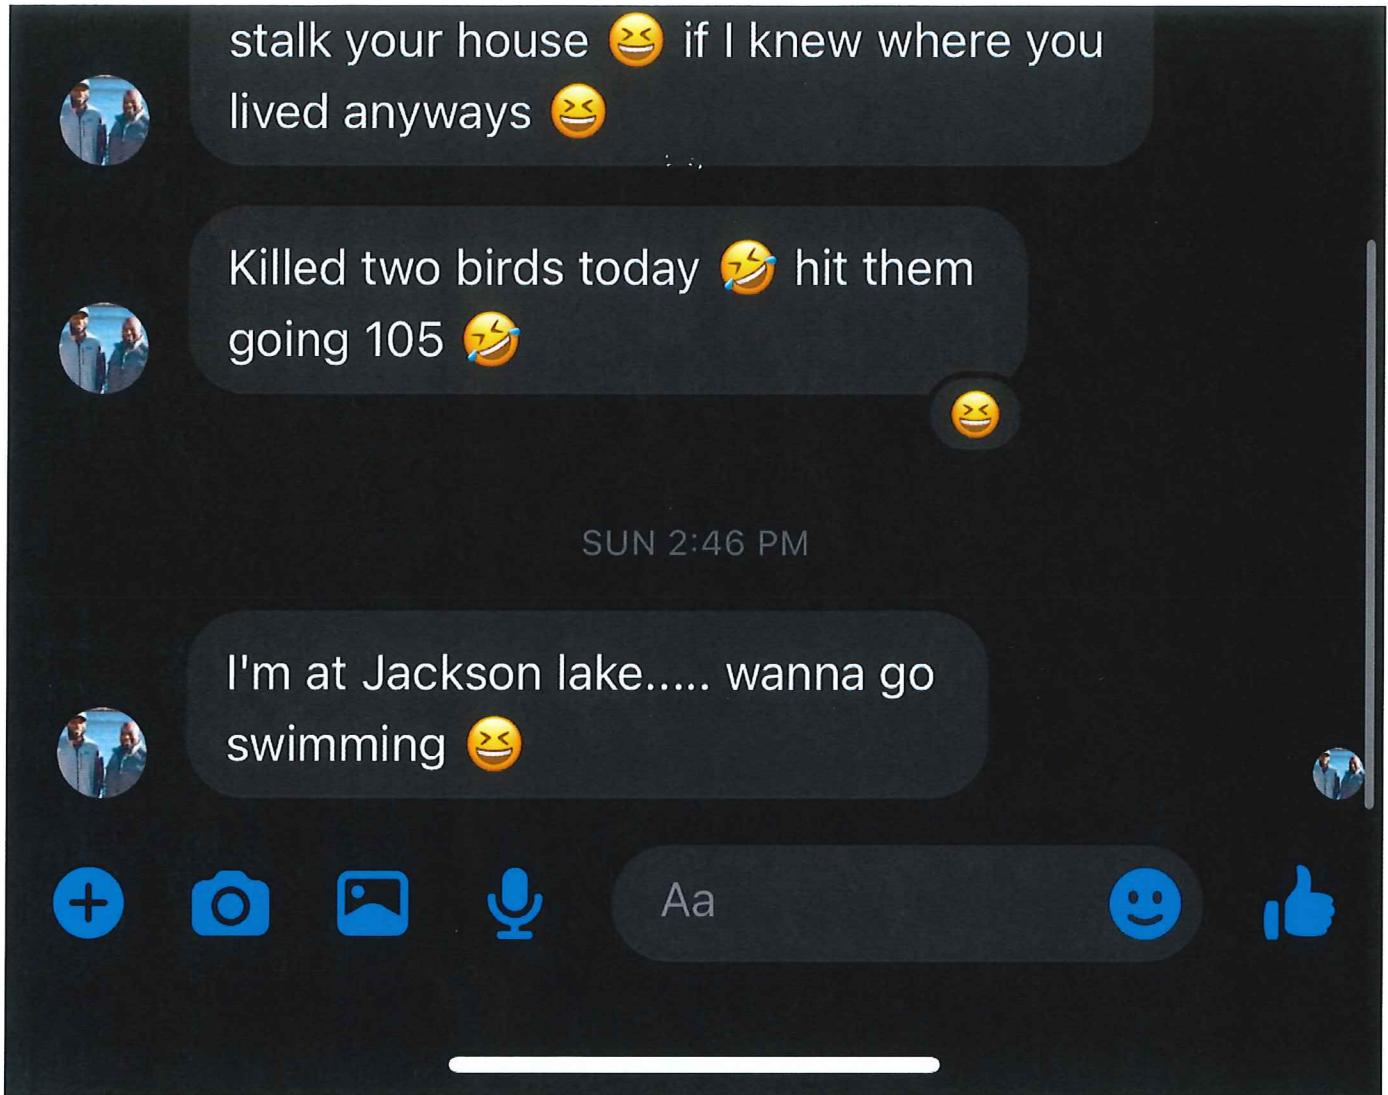 stalk your house 😆 if I knew where you
lived anyways 😆
Killed two birds today 🤣 hit them
going 105 🤣
SUN 2:46 PM
I'm at Jackson lake..... wanna go
swimming 😆
Aa